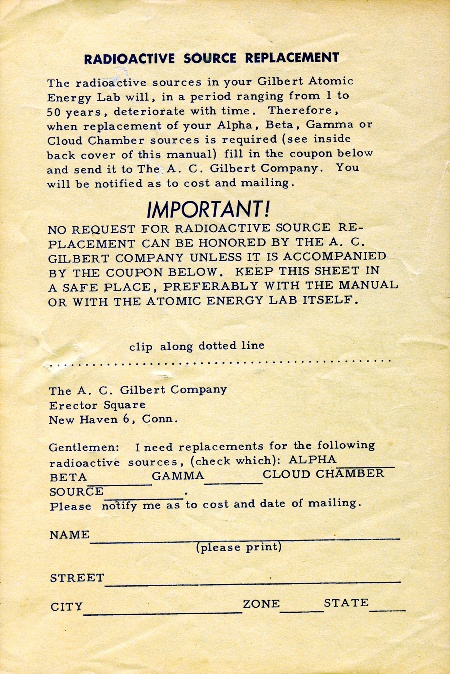 RADIOACTIVE SOURCE REPLACEMENT
The radioactive sources in your Gilbert Atomic
Energy Lab will, in a period ranging from 1 to
50 years, deteriorate with time. Therefore,
when replacement of your Alpha, Beta, Gamma or
Cloud Chamber sources is required (see inside
back cover of this manual) fill in the coupon below
and send it to The A. C. Gilbert Company. You
will be notified as to cost and mailing.
IMPORTANT!
NO REQUEST FOR RADIOACTIVE SOURCE RE-
PLACEMENT CAN BE HONORED BY THE A. C.
GILBERT COMPANY UNLESS IT IS ACCOMPANIED
BY THE COUPON BELOW. KEEP THIS SHEET IN
A SAFE PLACE, PREFERABLY WITH THE MANUAL
OR WITH THE ATOMIC ENERGY LAB ITSELF.
clip along dotted line
The A. C. Gilbert Company
Erector Square
New Haven 6, Conn.
Gentlemen: I need replacements for the following
radioactive sources, (check which): ALPHA
BETA GAMMA CLOUD CHAMBER
SOURCE .
Please notify me as to cost and date of mailing.
NAME
(please print)
STREET
CITY ZONE STATE